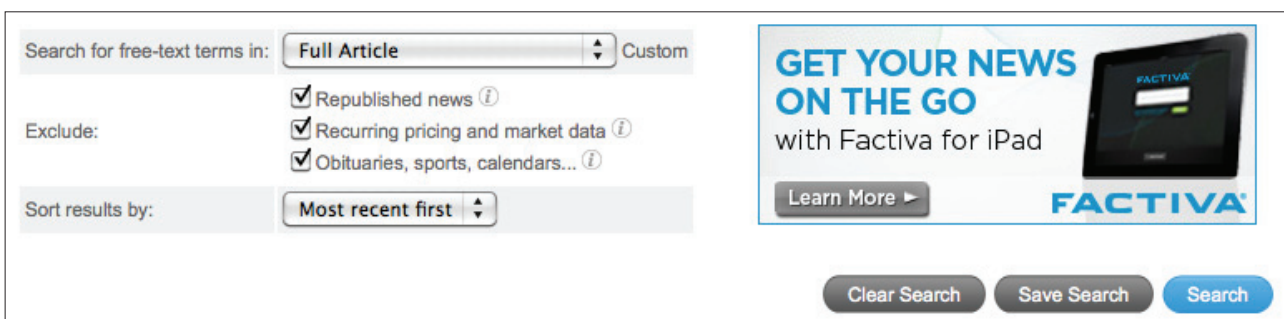 Search for free-text terms in: Full Article Custom
Exclude:
Republished news i
Recurring pricing and market data i
Obituaries, sports, calendars... i
Sort results by: Most recent first
GET YOUR NEWS
ON THE GO
with Factiva for iPad
Learn More ►
FACTIVA
FACTIVA®
Clear Search Save Search Search